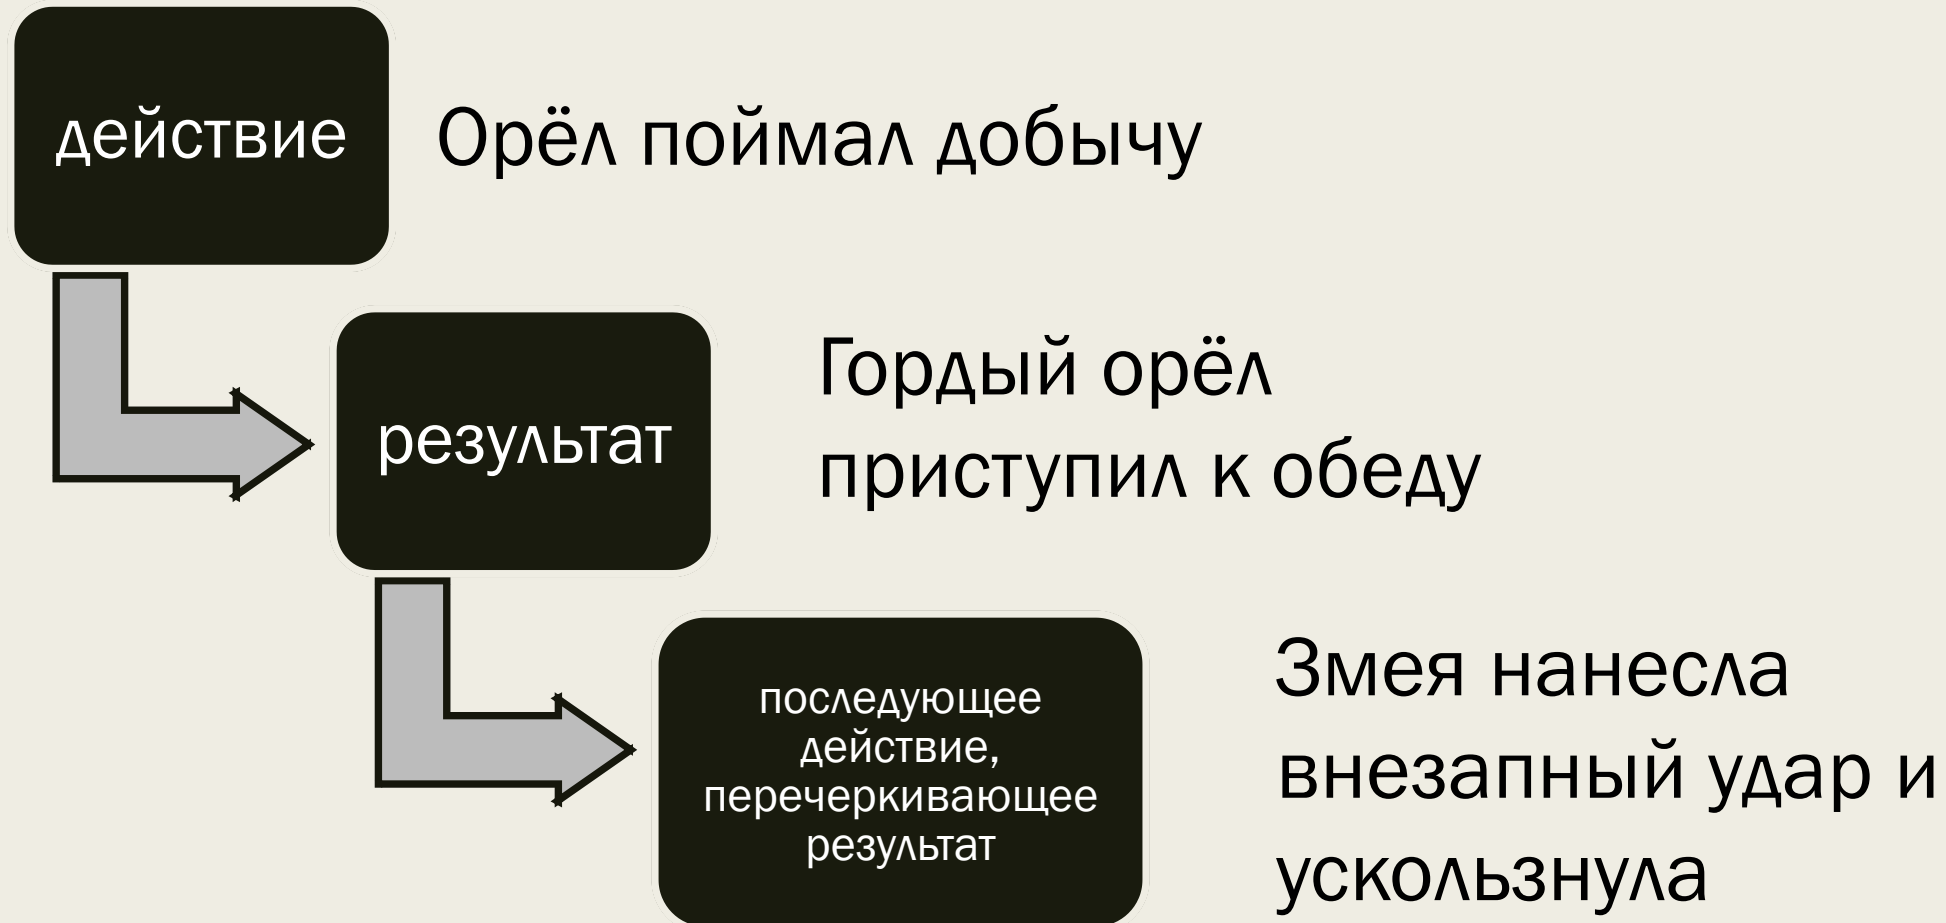 действие
Орёл поймал добычу
результат
Гордый орёл
приступил к обеду
последующее
действие,
перечеркивающее
результат
Змея нанесла
внезапный удар и
ускользнула